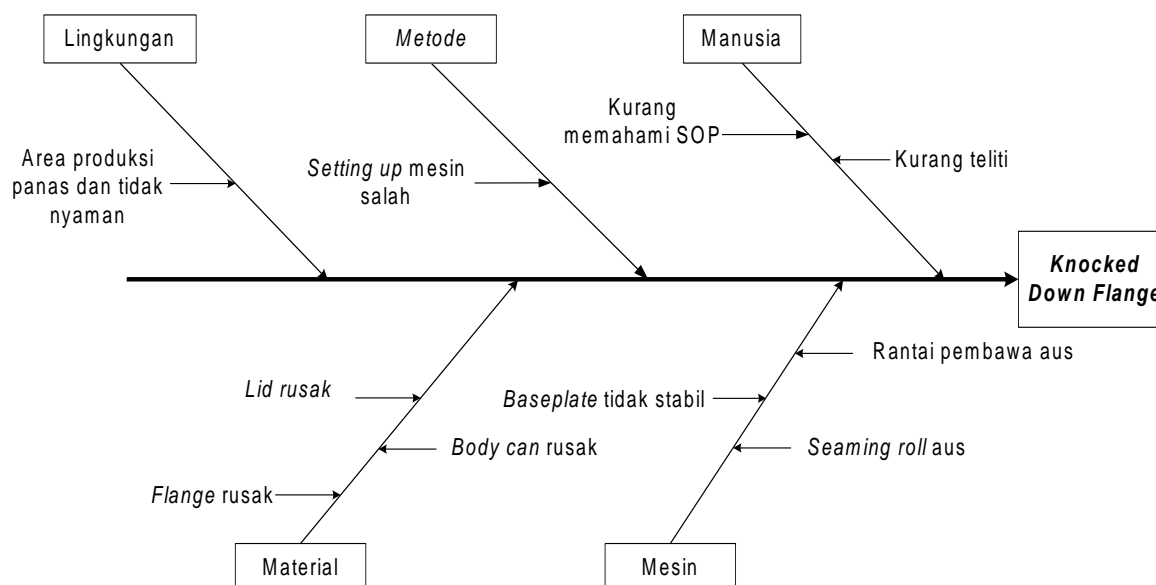 Lingkungan
Metode
Manusia
Kurang
memahami SOP
Kurang teliti
Area produksi
panas dan tidak
nyaman
Setting up mesin
salah
Knocked
Down Flange
Rantai pembawa aus
Lid rusak
Baseplate tidak stabil
Body can rusak
Seaming roll aus
Flange rusak
Material
Mesin